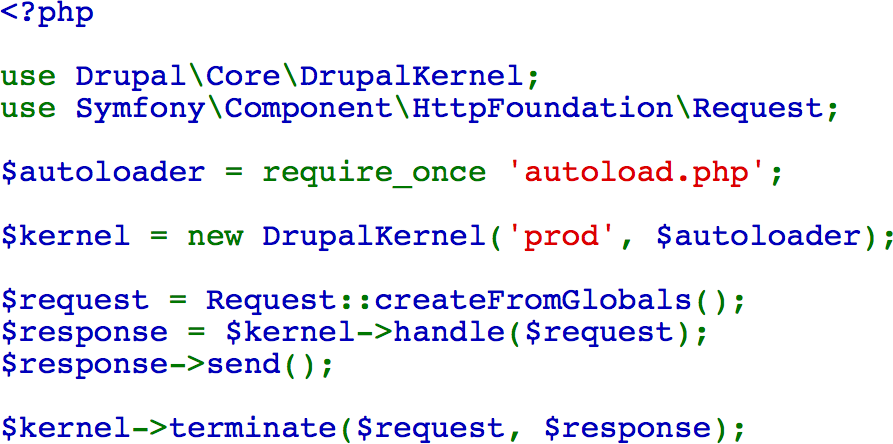 <?php
use Drupal\Core\DrupalKernel;
use Symfony\Component\HttpFoundation\Request;
$autoloader = require_once 'autoload.php';
$kernel = new DrupalKernel('prod', $autoloader);
$request = Request::createFromGlobals();
$response = $kernel->handle($request);
$response->send();
$kernel->terminate($request, $response);